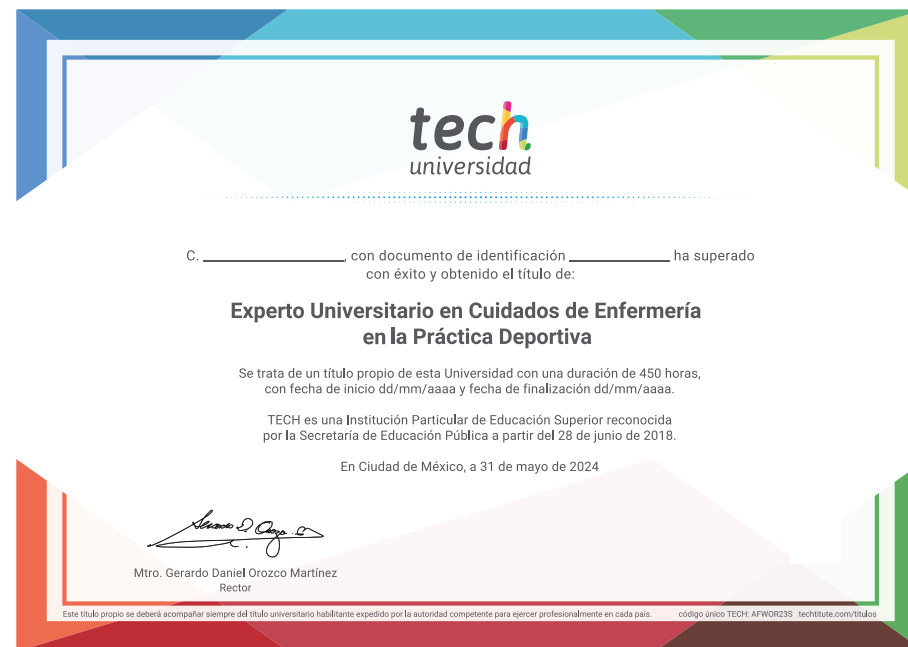 tech
universidad
C. ____________________, con documento de identificación ______________ ha superado
con éxito y obtenido el título de:
Experto Universitario en Cuidados de Enfermería
en la Práctica Deportiva
Se trata de un título propio de esta Universidad con una duración de 450 horas,
con fecha de inicio dd/mm/aaaa y fecha de finalización dd/mm/aaaa.
TECH es una Institución Particular de Educación Superior reconocida
por la Secretaría de Educación Pública a partir del 28 de junio de 2018.
En Ciudad de México, a 31 de mayo de 2024
Mtro. Gerardo Daniel Orozco Martínez
Rector
Este título propio se deberá acompañar siempre del título universitario habilitante expedido por la autoridad competente para ejercer profesionalmente en cada país. código único TECH: AFWOR23S techtitute.com/titulos